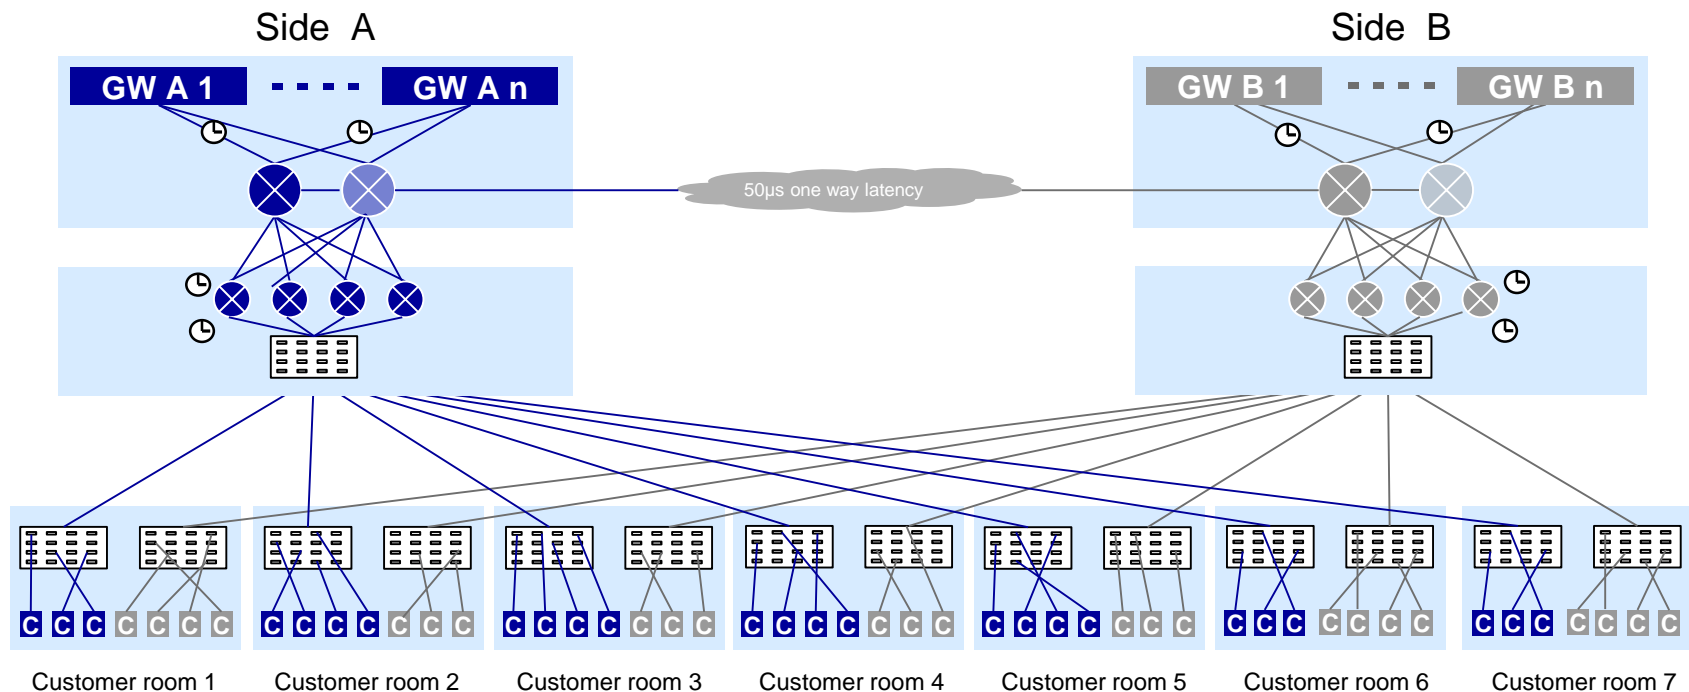 Side A
Side B
GW A 1
GW A n
GW B 1
GW B n
50µs one way latency
C C C C C C C
C C C C C C C
C C C C C C C
C C C C C C C
C C C C C C C
C C C C C C C
C C C C C C C
Customer room 1
Customer room 2
Customer room 3
Customer room 4
Customer room 5
Customer room 6
Customer room 7